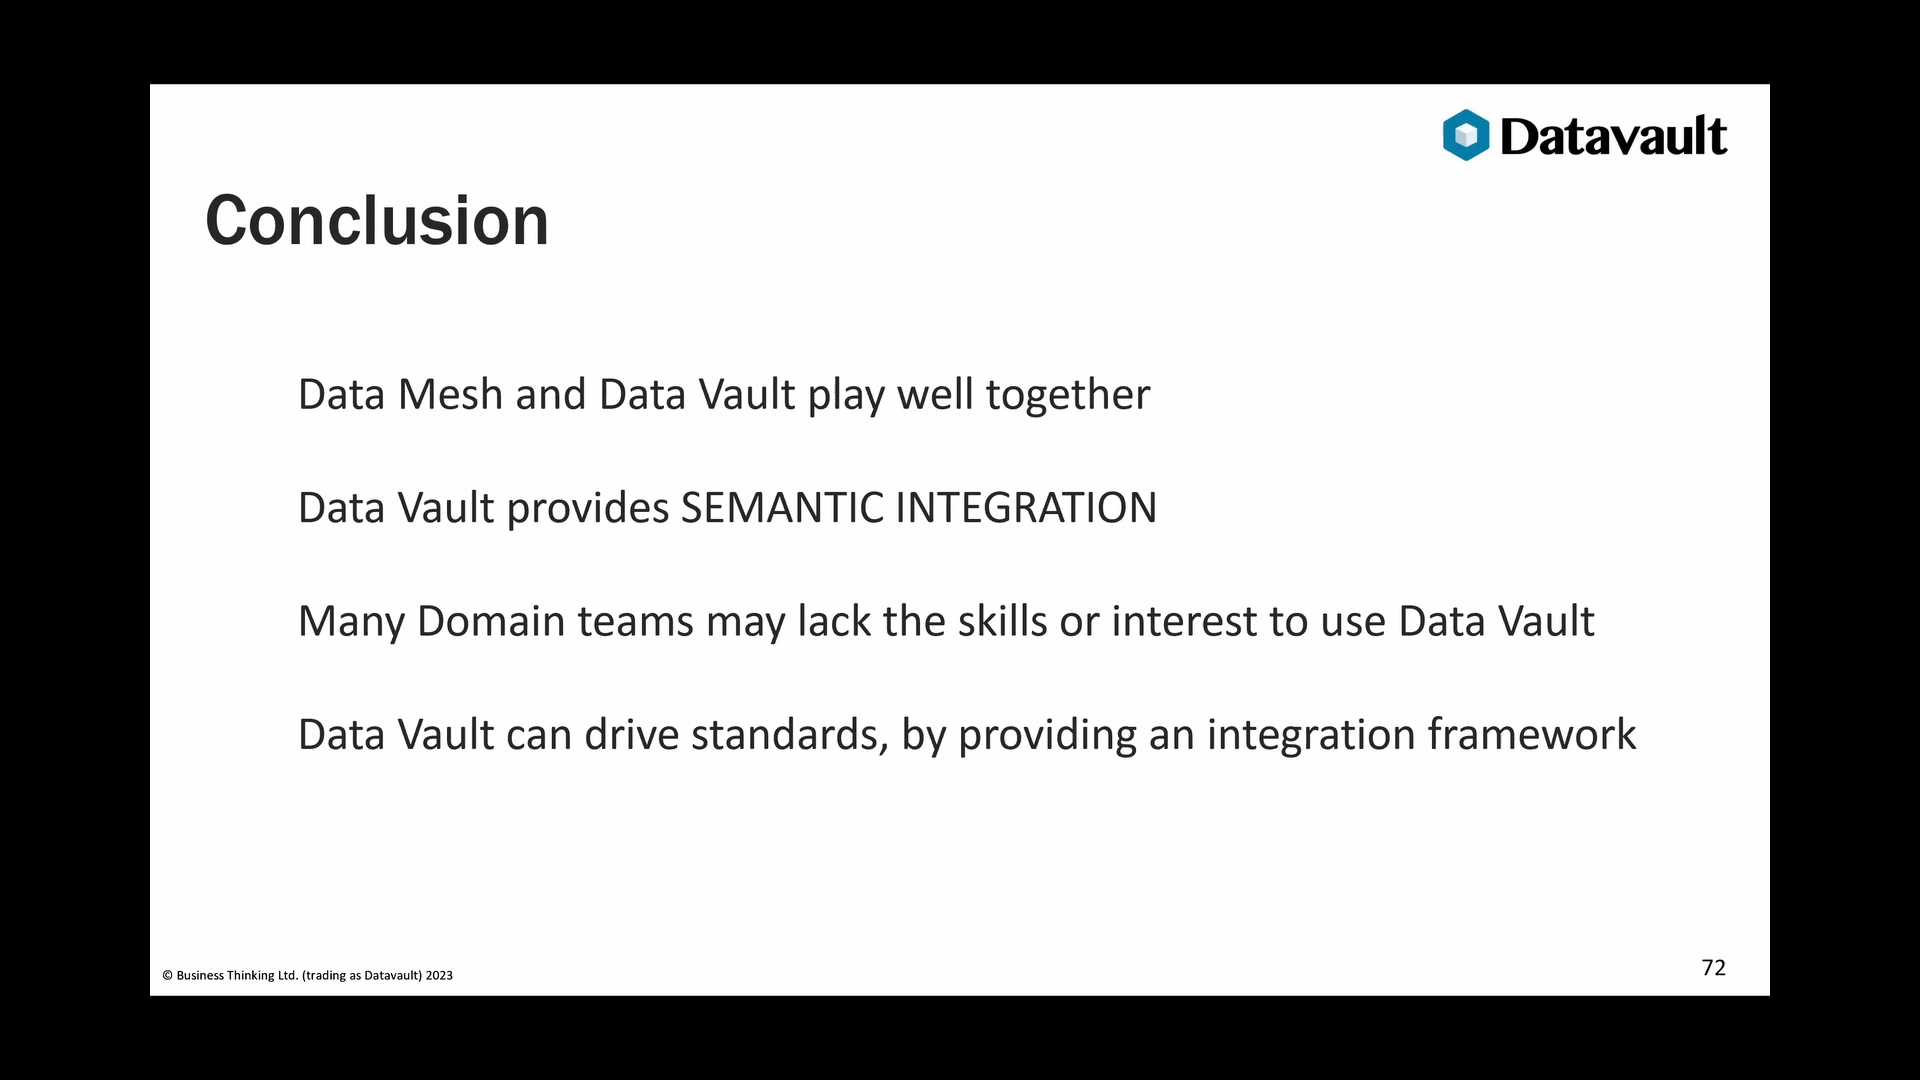 Datavault
Conclusion
Data Mesh and Data Vault play well together
Data Vault provides SEMANTIC INTEGRATION
Many Domain teams may lack the skills or interest to use Data Vault
Data Vault can drive standards, by providing an integration framework
© Business Thinking Ltd. (trading as Datavault) 2023
72